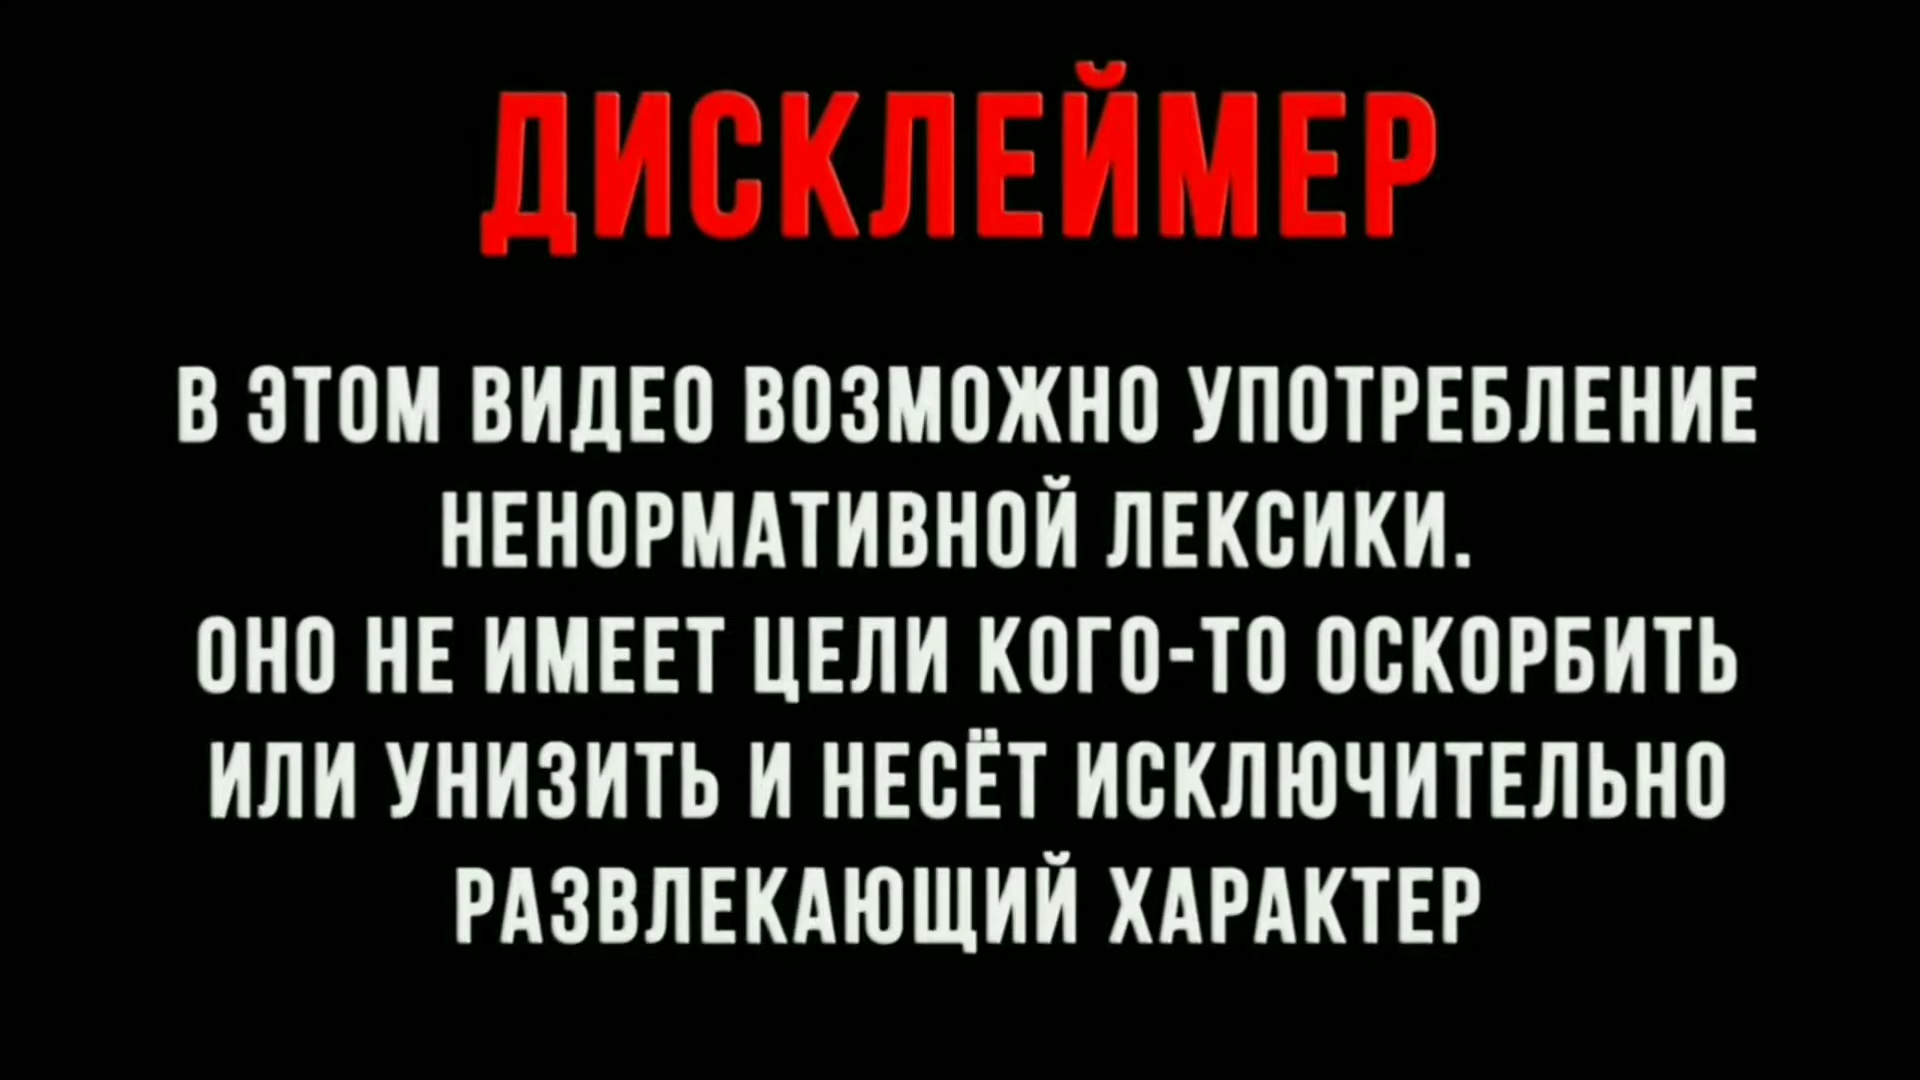 ДИСКЛЕЙМЕР
В ЭТОМ ВИДЕО ВОЗМОЖНО УПОТРЕБЛЕНИЕ
НЕНОРМАТИВНОЙ ЛЕКСИКИ.
ОНО НЕ ИМЕЕТ ЦЕЛИ КОГО-ТО ОСКОРБИТЬ
ИЛИ УНИЗИТЬ И НЕСЁТ ИСКЛЮЧИТЕЛЬНО
РАЗВЛЕКАЮЩИЙ ХАРАКТЕР